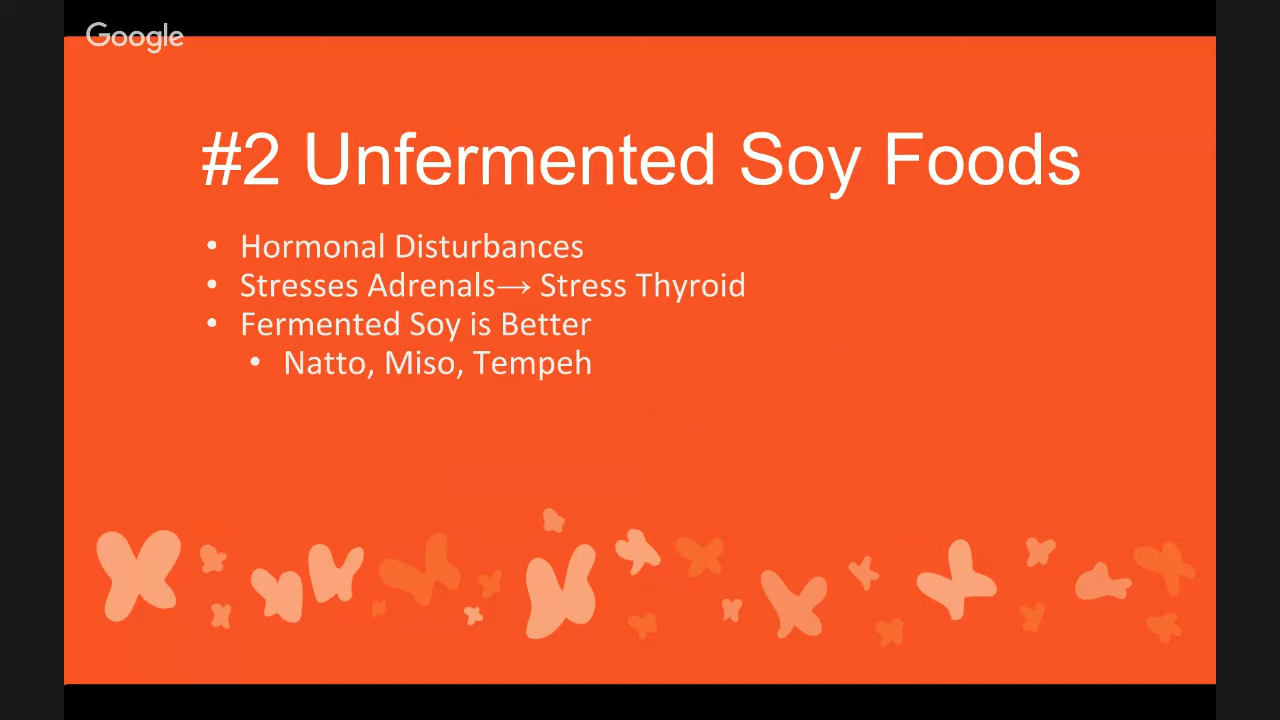 Google
#2 Unfermented Soy Foods
• Hormonal Disturbances
• Stresses Adrenals→ Stress Thyroid
• Fermented Soy is Better
• Natto, Miso, Tempeh